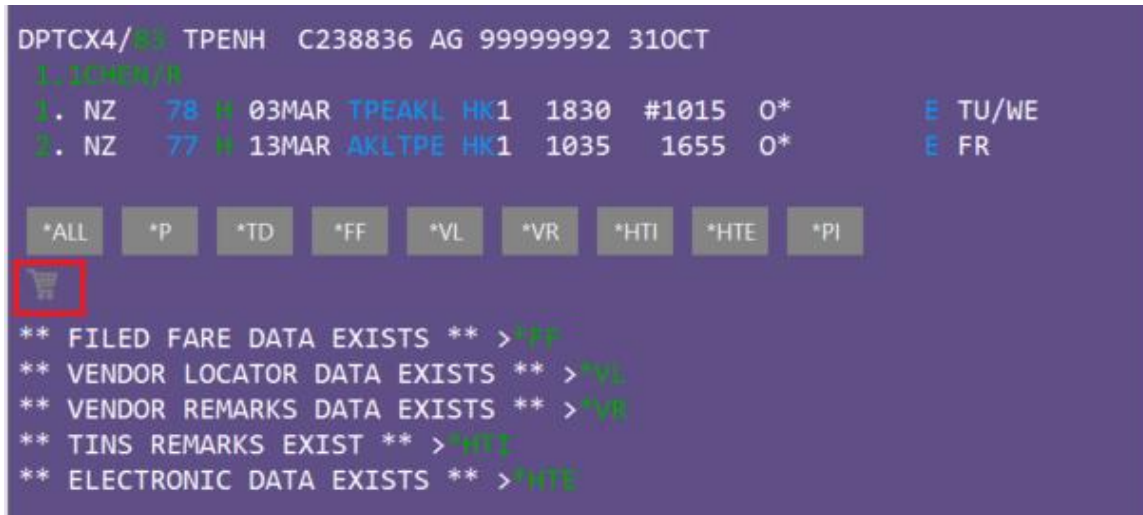 DPTCX4/B3 TPENH C238836 AG 99999992 31OCT
1.1CHEN/R
1. NZ 78 H 03MAR TPEAKL HK1 1830 #1015 O* E TU/WE
2. NZ 77 H 13MAR AKLTPE HK1 1035 1655 O* E FR
*ALL *P *TD *FF *VL *VR *HTI *HTE *PI
** FILED FARE DATA EXISTS ** >*FF
** VENDOR LOCATOR DATA EXISTS ** >*VL
** VENDOR REMARKS DATA EXISTS ** >*VR
** TINS REMARKS EXIST ** >*HTI
** ELECTRONIC DATA EXISTS ** >*HTE